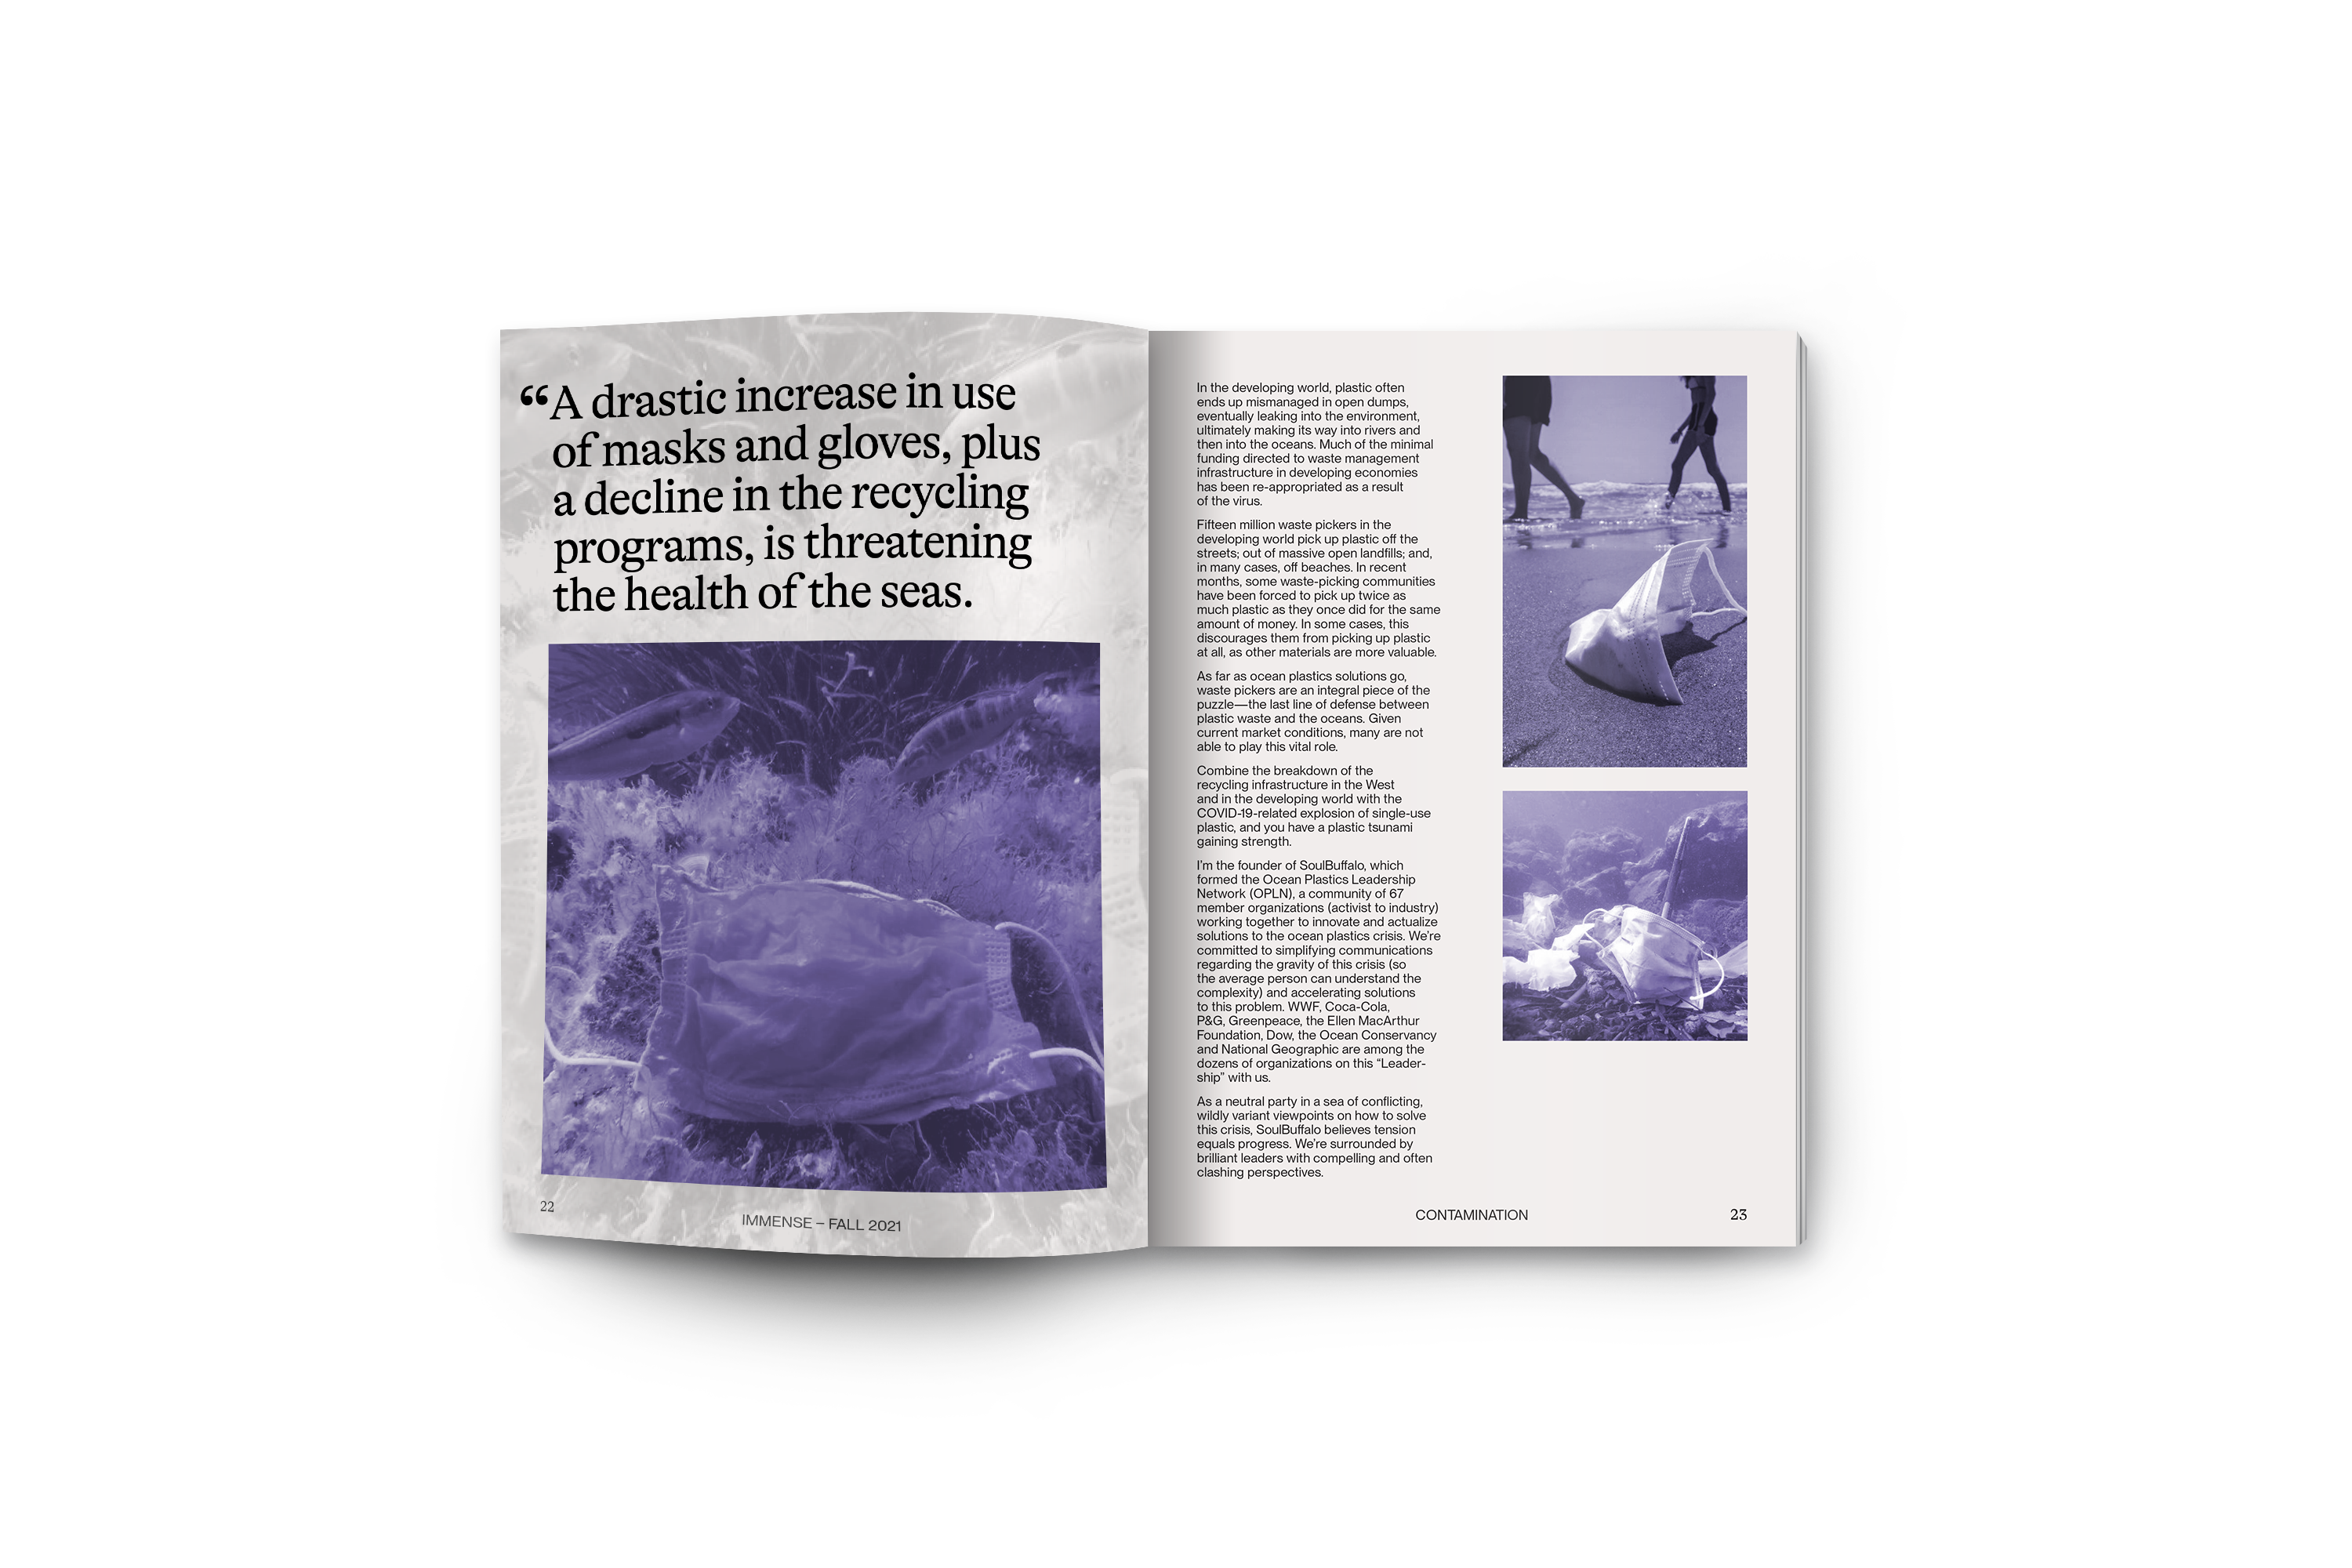 “A drastic increase in use
of masks and gloves, plus
a decline in the recycling
programs, is threatening
the health of the seas.
22
IMMENSE – FALL 2021
In the developing world, plastic often
ends up mismanaged in open dumps,
eventually leaking into the environment,
ultimately making its way into rivers and
then into the oceans. Much of the minimal
funding directed to waste management
infrastructure in developing economies
has been re-appropriated as a result
of the virus.
Fifteen million waste pickers in the
developing world pick up plastic off the
streets; out of massive open landfills; and,
in many cases, off beaches. In recent
months, some waste-picking communities
have been forced to pick up twice as
much plastic as they once did for the same
amount of money. In some cases, this
discourages them from picking up plastic
at all, as other materials are more valuable.
As far as ocean plastics solutions go,
waste pickers are an integral piece of the
puzzle—the last line of defense between
plastic waste and the oceans. Given
current market conditions, many are not
able to play this vital role.
Combine the breakdown of the
recycling infrastructure in the West
and in the developing world with the
COVID-19-related explosion of single-use
plastic, and you have a plastic tsunami
gaining strength.
I’m the founder of SoulBuffalo, which
formed the Ocean Plastics Leadership
Network (OPLN), a community of 67
member organizations (activist to industry)
working together to innovate and actualize
solutions to the ocean plastics crisis. We’re
committed to simplifying communications
regarding the gravity of this crisis (so
the average person can understand the
complexity) and accelerating solutions
to this problem. WWF, Coca-Cola,
P&G, Greenpeace, the Ellen MacArthur
Foundation, Dow, the Ocean Conservancy
and National Geographic are among the
dozens of organizations on this “Leader-
ship” with us.
As a neutral party in a sea of conflicting,
wildly variant viewpoints on how to solve
this crisis, SoulBuffalo believes tension
equals progress. We’re surrounded by
brilliant leaders with compelling and often
clashing perspectives.
CONTAMINATION
23